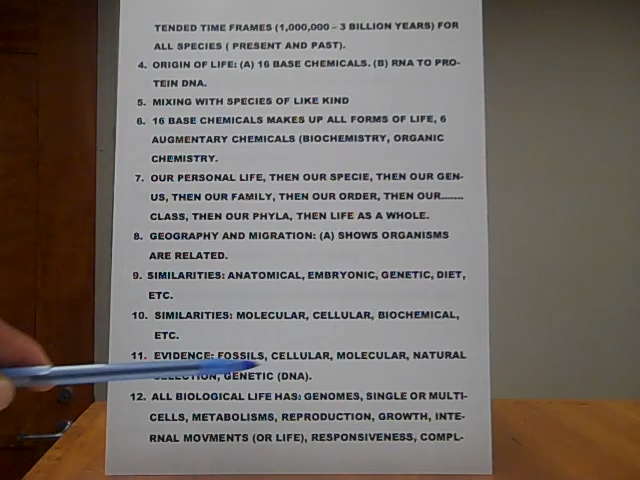 TENDED TIME FRAMES (1,000,000 – 3 BILLION YEARS) FOR
ALL SPECIES ( PRESENT AND PAST).
4. ORIGIN OF LIFE: (A) 16 BASE CHEMICALS. (B) RNA TO PRO-
TEIN DNA.
5. MIXING WITH SPECIES OF LIKE KIND
6. 16 BASE CHEMICALS MAKES UP ALL FORMS OF LIFE, 6
AUGMENTARY CHEMICALS (BIOCHEMISTRY, ORGANIC
CHEMISTRY.
7. OUR PERSONAL LIFE, THEN OUR SPECIE, THEN OUR GEN-
US, THEN OUR FAMILY, THEN OUR ORDER, THEN OUR.......
CLASS, THEN OUR PHYLA, THEN LIFE AS A WHOLE.
8. GEOGRAPHY AND MIGRATION: (A) SHOWS ORGANISMS
ARE RELATED.
9. SIMILARITIES: ANATOMICAL, EMBRYONIC, GENETIC, DIET,
ETC.
10. SIMILARITIES: MOLECULAR, CELLULAR, BIOCHEMICAL,
ETC.
11. EVIDENCE: FOSSILS, CELLULAR, MOLECULAR, NATURAL
SELECTION, GENETIC (DNA).
12. ALL BIOLOGICAL LIFE HAS: GENOMES, SINGLE OR MULTI-
CELLS, METABOLISMS, REPRODUCTION, GROWTH, INTE-
RNAL MOVMENTS (OR LIFE), RESPONSIVENESS, COMPL-